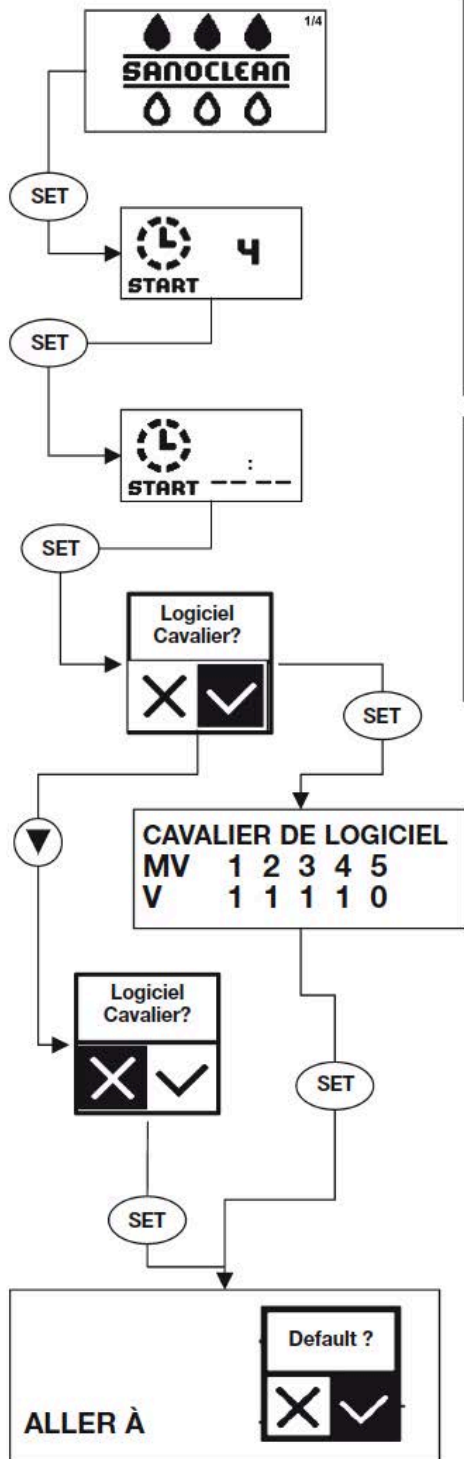 1/4
SANOCLEAN
SET
4
START
SET
:
START
SET
Logiciel
Cavalier?
SET
CAVALIER DE LOGICIEL
MV 1 2 3 4 5
V 1 1 1 1 0
Logiciel
Cavalier?
SET
SET
Default ?
ALLER À